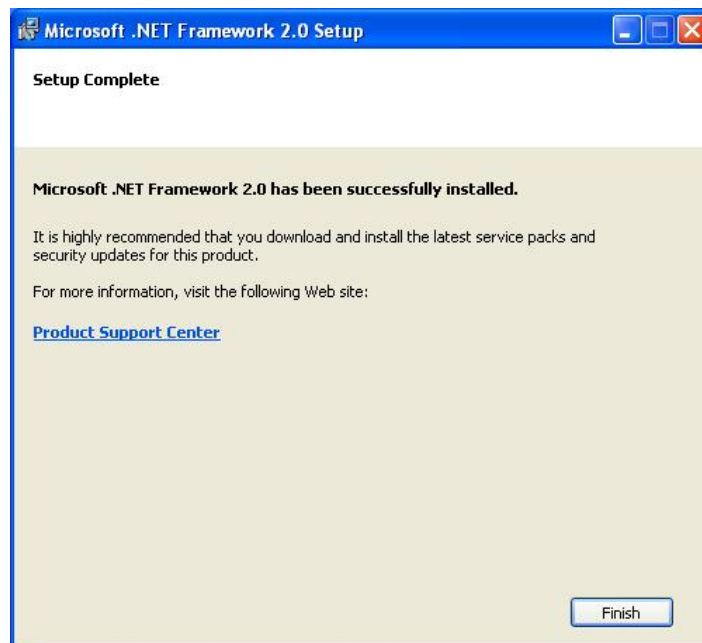 Microsoft .NET Framework 2.0 Setup
Setup Complete
Microsoft .NET Framework 2.0 has been successfully installed.
It is highly recommended that you download and install the latest service packs and
security updates for this product.
For more information, visit the following Web site:
Product Support Center
Finish